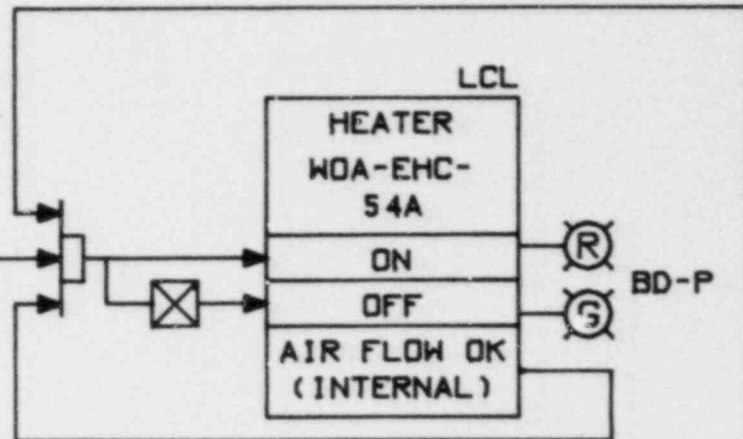 LCL
HEATER
WOA-EHC-
54A
ON
R
OFF
G
BD-P
AIR FLOW OK
(INTERNAL)